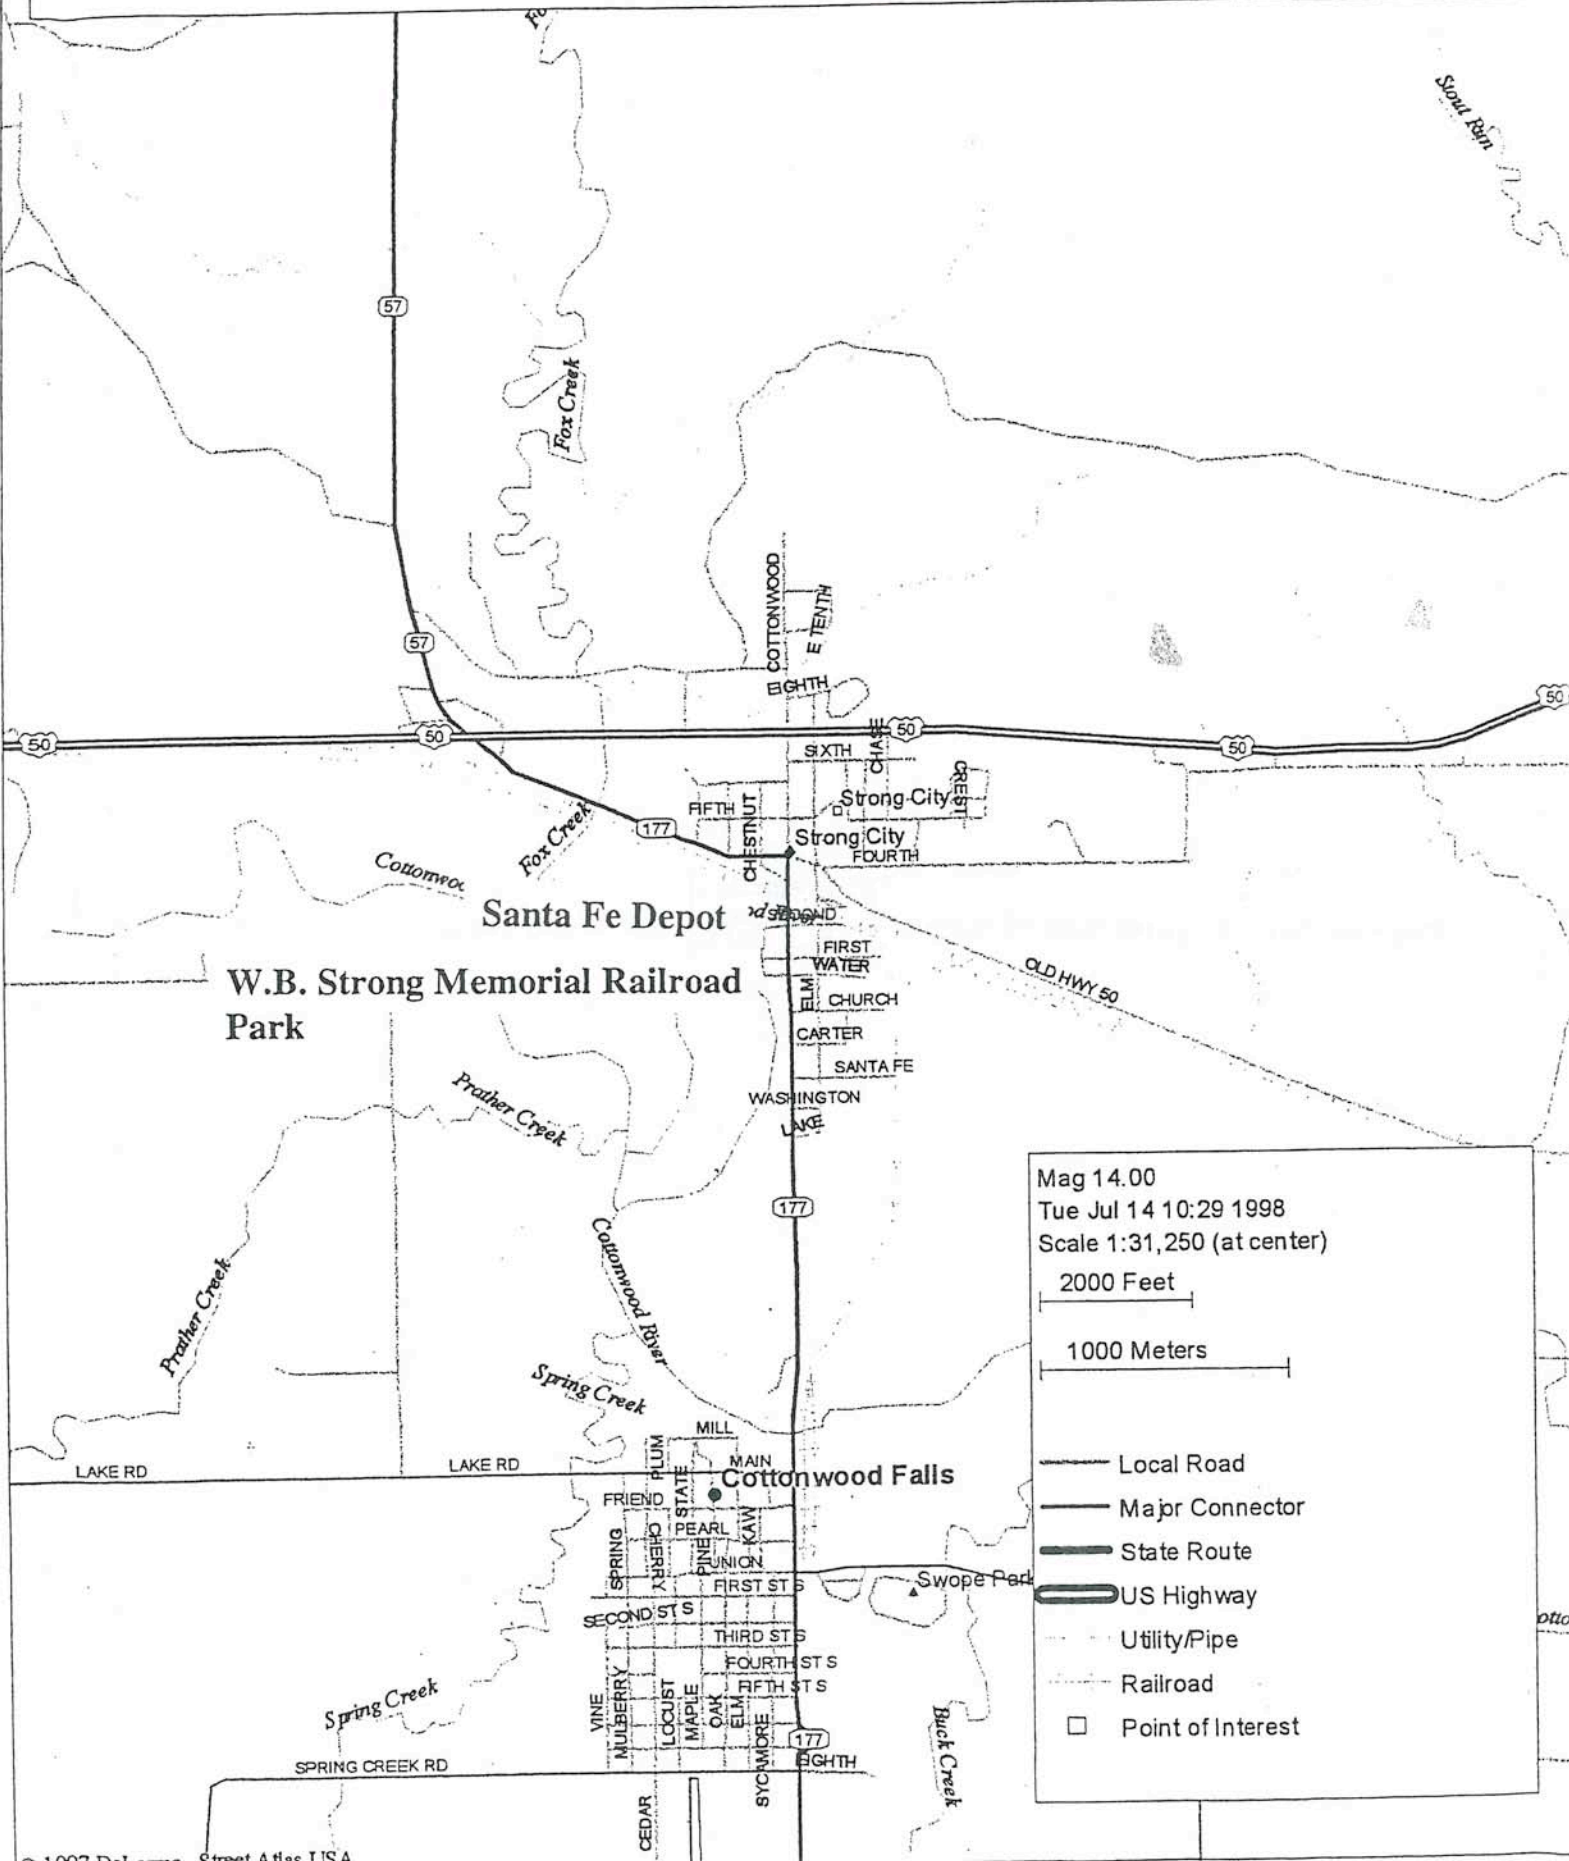 Stout Run
57
Fox Creek
COTTONWOOD
E TENTH
57
EIGHTH
50
50
50
50
50
SIXTH
CHASE
CREST
Strong City
FIFTH
CHESTNUT
177
Fox Creek
Strong City
FOURTH
Santa Fe Depot
FIRST
WATER
W.B. Strong Memorial Railroad
Park
OLD HWY 50
ELM
CHURCH
CARTER
SANTA FE
Prather Creek
WASHINGTON
LAKE
177
Prather Creek
Cottonwood River
Spring Creek
MILL
PLUM
MAIN
LAKE RD
LAKE RD
STATE
Cottonwood Falls
FRIEND
PEARL
KAW
SPRING
CHERRY
PINE
UNION
FIRST ST S
Swope Park
SECOND ST S
THIRD ST S
FOURTH ST S
FIFTH ST S
VINE
MULBERRY
LOCUST
MAPLE
OAK
ELM
SYCAMORE
177
EIGHTH
Spring Creek
SPRING CREEK RD
CEDAR
Buck Creek
Mag 14.00
Tue Jul 14 10:29 1998
Scale 1:31,250 (at center)
2000 Feet
1000 Meters
Local Road
Major Connector
State Route
US Highway
Utility/Pipe
Railroad
Point of Interest
Street Atlas USA